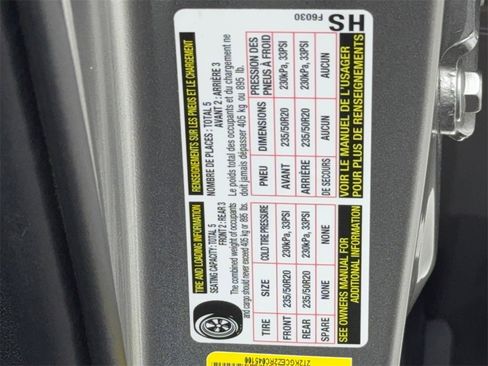 TIRE AND LOADING INFORMATION
SEATING CAPACITY: TOTAL 5
FRONT 2: REAR 3
The combined weight of occupants
and cargo should never exceed 405 kg or 895 lbs.
TIRE SIZE COLD TIRE PRESSURE
FRONT 235/50R20 230kPa, 33PSI
REAR 235/50R20 230kPa, 33PSI
SPARE NONE NONE
SEE OWNERS MANUAL FOR
ADDITIONAL INFORMATION
RENSEIGNEMENTS SUR LES PNEUS ET LE CHARGEMENT
NOMBRE DE PLACES : TOTAL 5
AVANT 2 : ARRIÈRE 3
Le poids total des occupants et du chargement ne
doit jamais dépasser 405 kg ou 895 lb.
PNEU DIMENSIONS PRESSION DES
PNEUS À FROID
AVANT 235/50R20 230kPa, 33PSI
ARRIÈRE 235/50R20 230kPa, 33PSI
DE SECOURS AUCUN AUCUN
VOIR LE MANUEL DE L'USAGER
POUR PLUS DE RENSEIGNEMENTS
F6030
HS